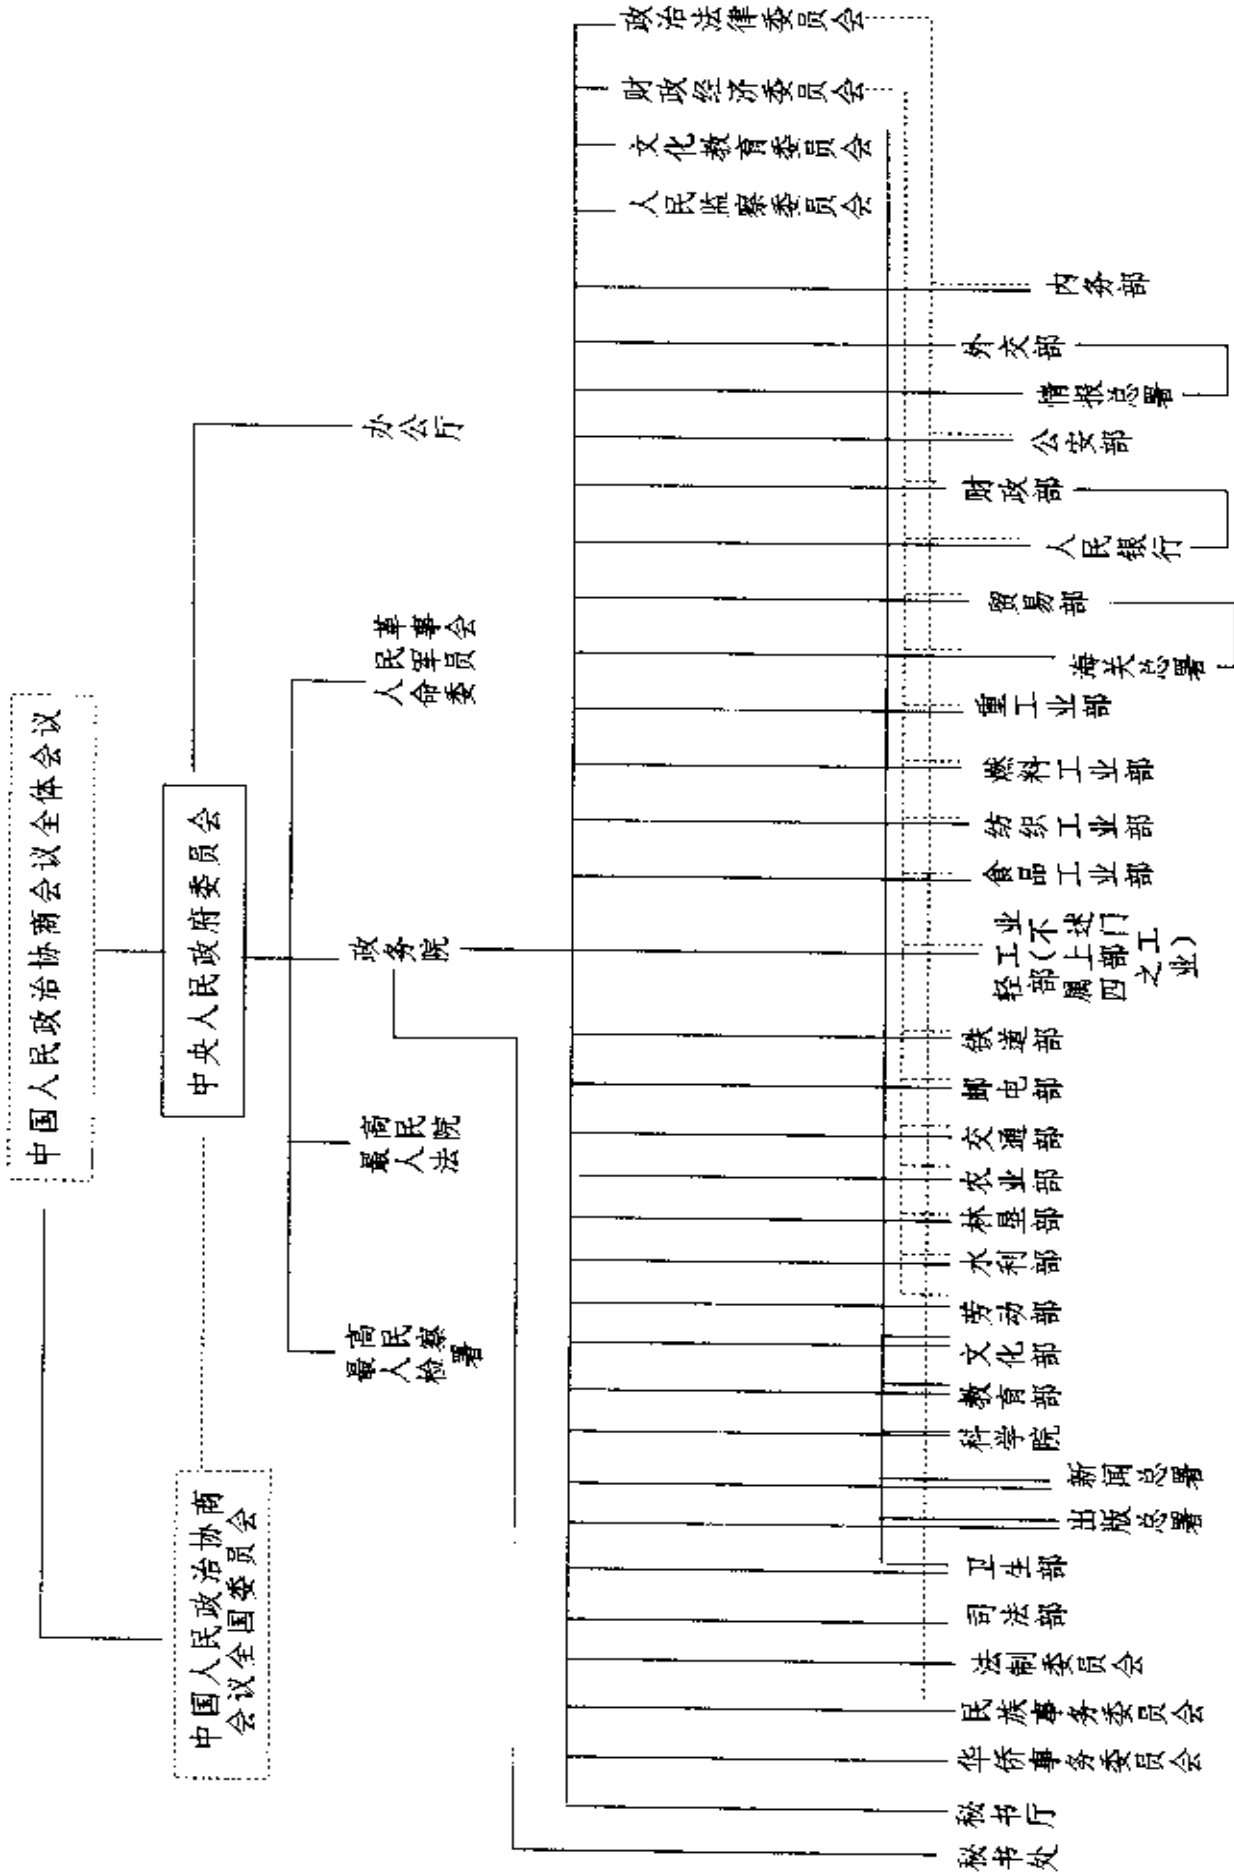 中国人民政治协商会议全体会议
中国人民政治协商
会议全国委员会
中央人民政府委员会
办公厅
人民革
命军事
委员会
政务院
最高
人民
法院
最高
人民
检察
署
政治法律委员会
财政经济委员会
文化教育委员会
人民监察委员会
内务部
外交部
情报总署
公安部
财政部
人民银行
贸易部
海关总署
重工业部
燃料工业部
纺织工业部
食品工业部
轻工业
部(不
属上述
四部门
之工
业)
铁道部
邮电部
交通部
农业部
林垦部
水利部
劳动部
文化部
教育部
科学院
新闻总署
出版总署
卫生部
司法部
法制委员会
民族事务委员会
华侨事务委员会
秘书厅
秘书处